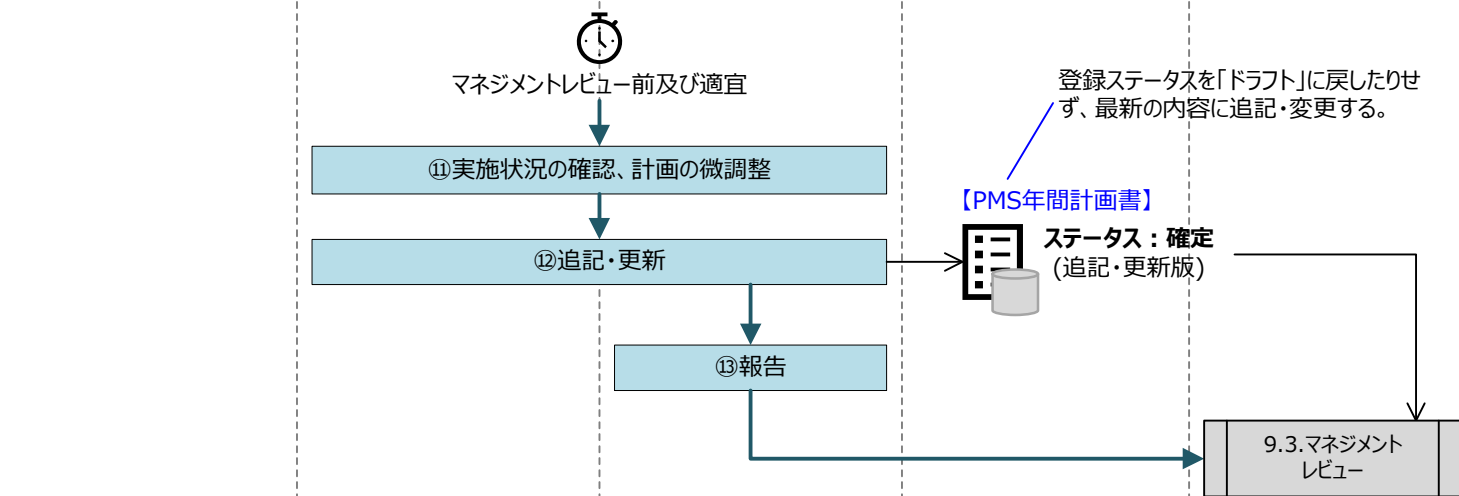 マネジメントレビュー前及び適宜
登録ステータスを「ドラフト」に戻したりせ
ず、最新の内容に追記・変更する。
⑪実施状況の確認、計画の微調整
【PMS年間計画書】
⑫追記・更新
ステータス：確定
(追記・更新版)
⑬報告
9.3.マネジメント
レビュー